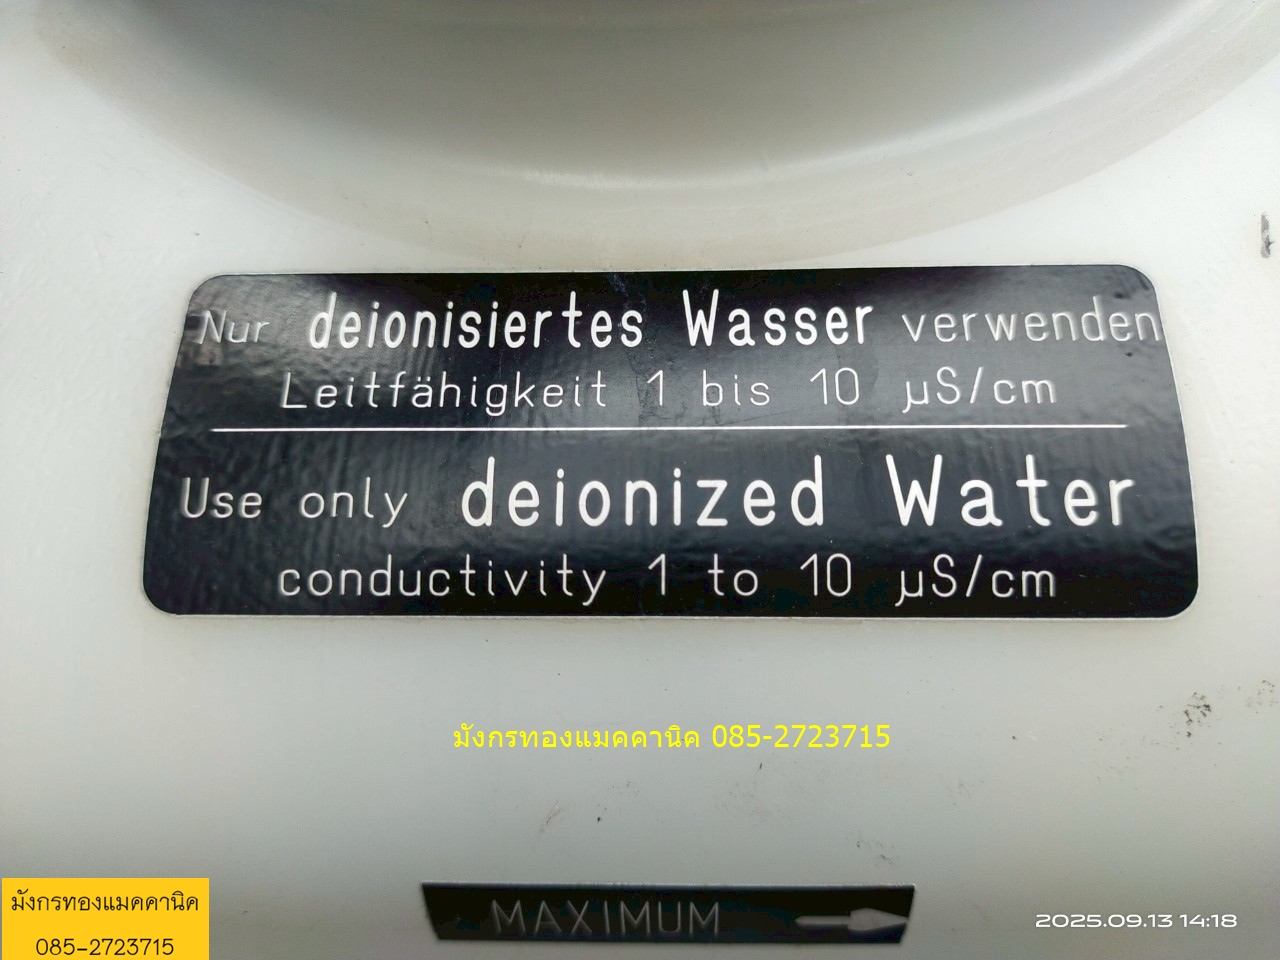 Nur deionisiertes Wasser verwenden
Leitfähigkeit 1 bis 10 µS/cm
Use only deionized Water
conductivity 1 to 10 µS/cm
มังกรทองแมคคานิค 085-2723715
MAXIMUM
มังกรทองแมคคานิค
085-2723715
2025.09.13 14:18